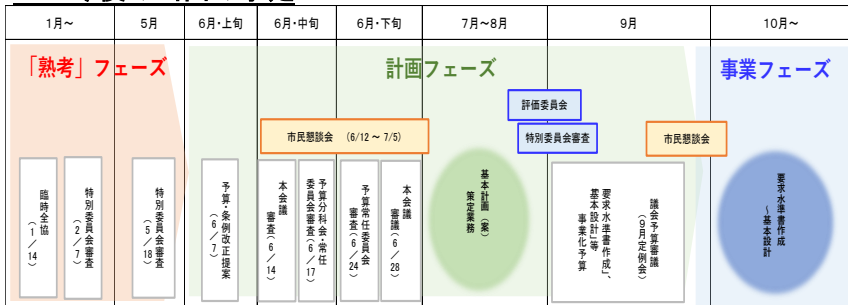 1月～
5月
6月・上旬
6月・中旬
6月・下旬
7月～8月
9月
10月～
「熟考」フェーズ
計画フェーズ
事業フェーズ
評価委員会
市民懇談会　(6/12 ～ 7/5)
特別委員会審査
市民懇談会
臨時全協
（1／14）
特別委員会審査
（2／7）
特別委員会審査
（5／18）
予算・条例改正提案
（6／7）
本会議
審査（6／14）
予算分科会・常任
委員会審査（6／17）
予算常任委員会
審査（6／24）
本会議
審議（6／28）
基本計画（案）
策定業務
「要求水準書作成」、
「基本設計」等
事業化予算
議会予算審議
（9月定例会）
要求水準書作成
～基本設計